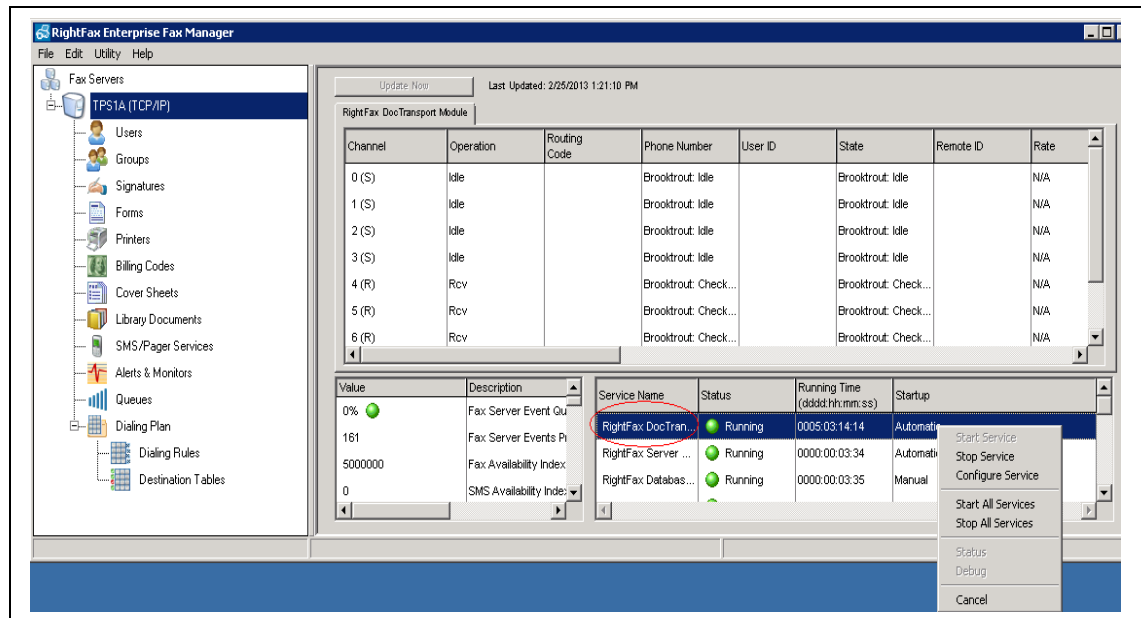 RightFax Enterprise Fax Manager
File Edit Utility Help
Fax Servers
TPS1A (TCP/IP)
Users
Groups
Signatures
Forms
Printers
Billing Codes
Cover Sheets
Library Documents
SMS/Pager Services
Alerts & Monitors
Queues
Dialing Plan
Dialing Rules
Destination Tables
Update Now Last Updated: 2/25/2013 1:21:10 PM
RightFax DocTransport Module
Channel Operation Routing Code Phone Number User ID State Remote ID Rate
0 (S) Idle Brooktrout: Idle Brooktrout: Idle N/A
1 (S) Idle Brooktrout: Idle Brooktrout: Idle N/A
2 (S) Idle Brooktrout: Idle Brooktrout: Idle N/A
3 (S) Idle Brooktrout: Idle Brooktrout: Idle N/A
4 (R) Rcv Brooktrout: Check... Brooktrout: Check... N/A
5 (R) Rcv Brooktrout: Check... Brooktrout: Check... N/A
6 (R) Rcv Brooktrout: Check... Brooktrout: Check... N/A
Value Description
0% Fax Server Event Qu
161 Fax Server Events Pr
5000000 Fax Availability Index
0 SMS Availability Index
Service Name Status Running Time (dddd:hh:mm:ss) Startup
RightFax DocTran... Running 0005:03:14:14 Automatic
RightFax Server ... Running 0000:00:03:34 Automati
RightFax Databas... Running 0000:00:03:35 Manual
Start Service
Stop Service
Configure Service
Start All Services
Stop All Services
Status
Debug
Cancel